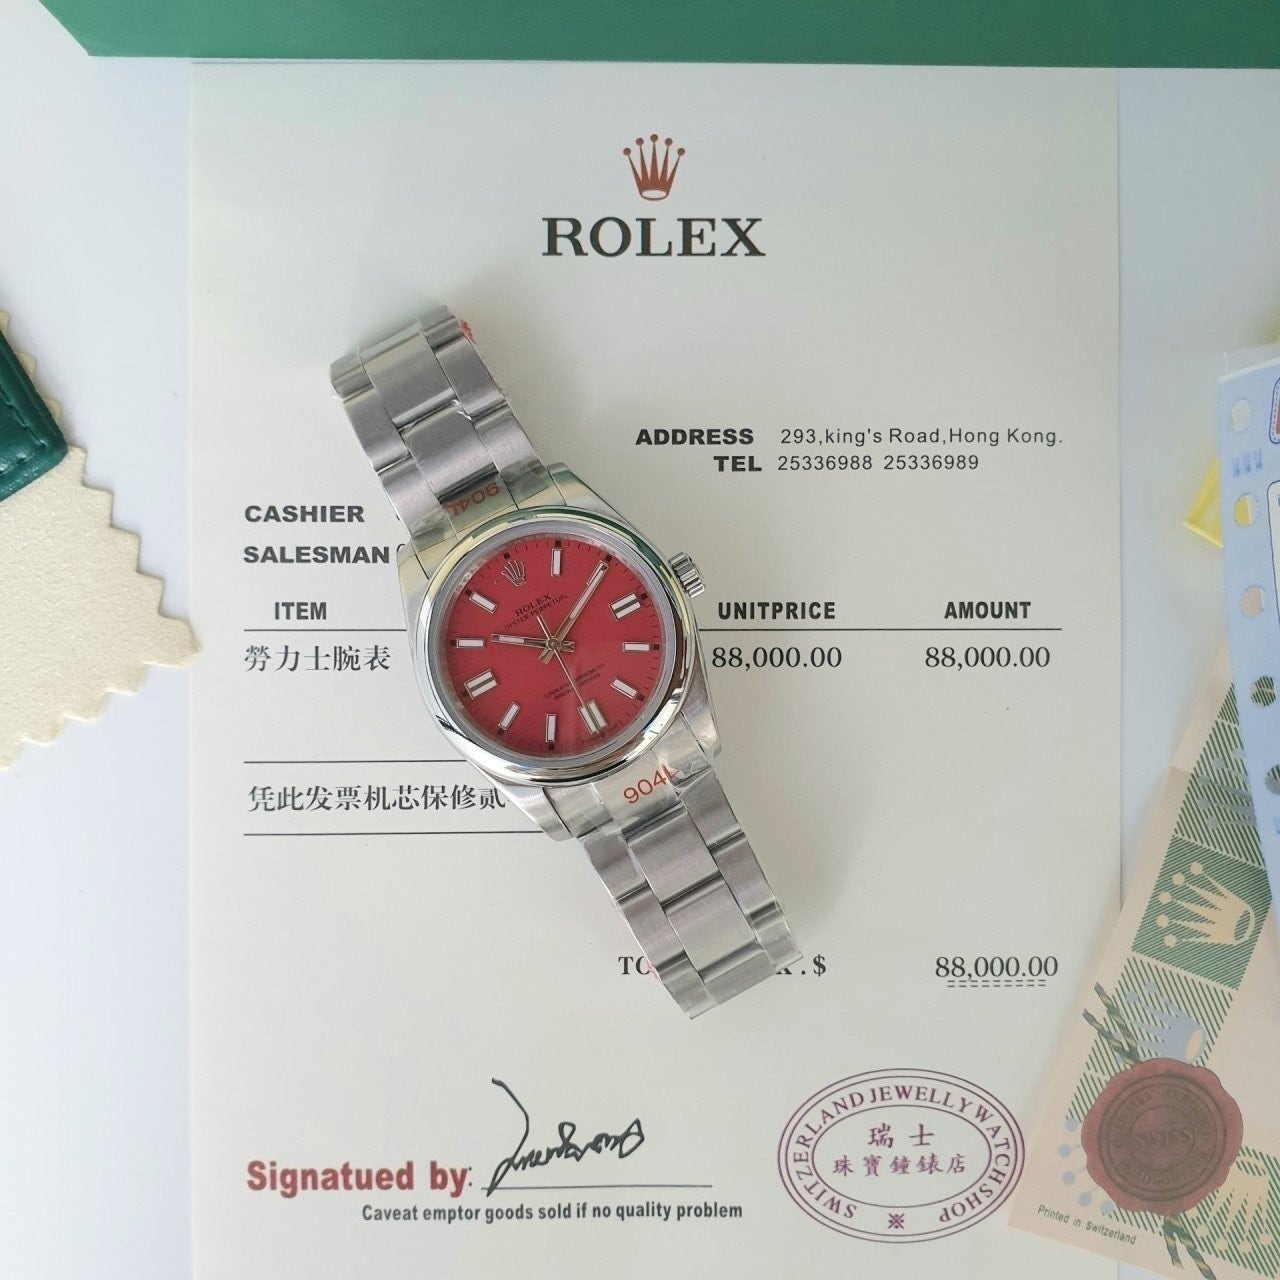 ROLEX
ADDRESS 293,king's Road,Hong Kong.
TEL 25336988 25336989
CASHIER
SALESMAN
ITEM UNITPRICE AMOUNT
勞力士腕表 88,000.00 88,000.00
凭此发票机芯保修贰
904L
ROLEX
OYSTER PERPETUAL
904L
88,000.00
Signatued by:
Caveat emptor goods sold if no quality problem
SWITZERLAND JEWELLY WATCH SHOP
瑞士
珠寶鐘錶店
※
SWISS
Printed in Switzerland